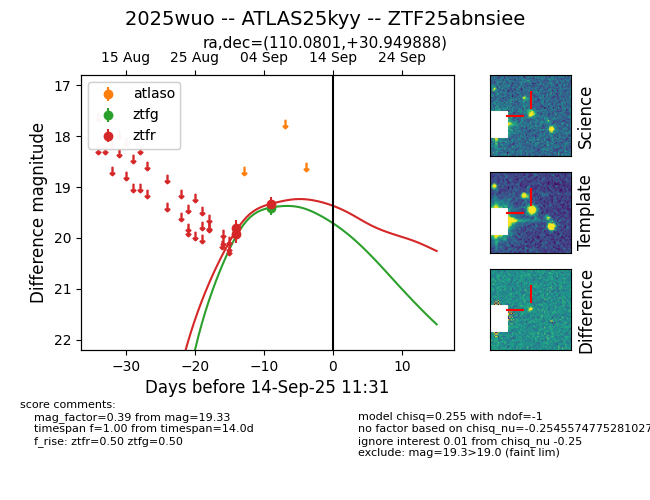 2025wuo -- ATLAS25kyy -- ZTF25abnsiee
ra,dec=(110.0801,+30.949888)
15 Aug 25 Aug 04 Sep 14 Sep 24 Sep
17
18
19
20
21
22
Difference magnitude
atlaso
ztfg
ztfr
−30 −20 −10 0 10
Days before 14-Sep-25 11:31
Science
Template
Difference
score comments:
mag_factor=0.39 from mag=19.33
timespan f=1.00 from timespan=14.0d
f_rise: ztfr=0.50 ztfg=0.50
model chisq=0.255 with ndof=-1
no factor based on chisq_nu=-0.2545574775281027
ignore interest 0.01 from chisq_nu -0.25
exclude: mag=19.3>19.0 (faint lim)